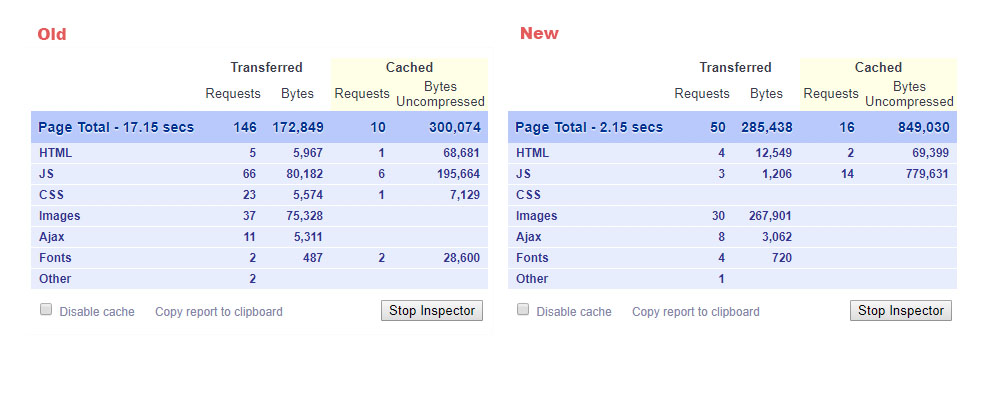 Old
Transferred Cached
Requests Bytes Requests Bytes Uncompressed
Page Total - 17.15 secs 146 172,849 10 300,074
HTML 5 5,967 1 68,681
JS 66 80,182 6 195,664
CSS 23 5,574 1 7,129
Images 37 75,328
Ajax 11 5,311
Fonts 2 487 2 28,600
Other 2
Disable cache Copy report to clipboard Stop Inspector
New
Transferred Cached
Requests Bytes Requests Bytes Uncompressed
Page Total - 2.15 secs 50 285,438 16 849,030
HTML 4 12,549 2 69,399
JS 3 1,206 14 779,631
CSS
Images 30 267,901
Ajax 8 3,062
Fonts 4 720
Other 1
Disable cache Copy report to clipboard Stop Inspector